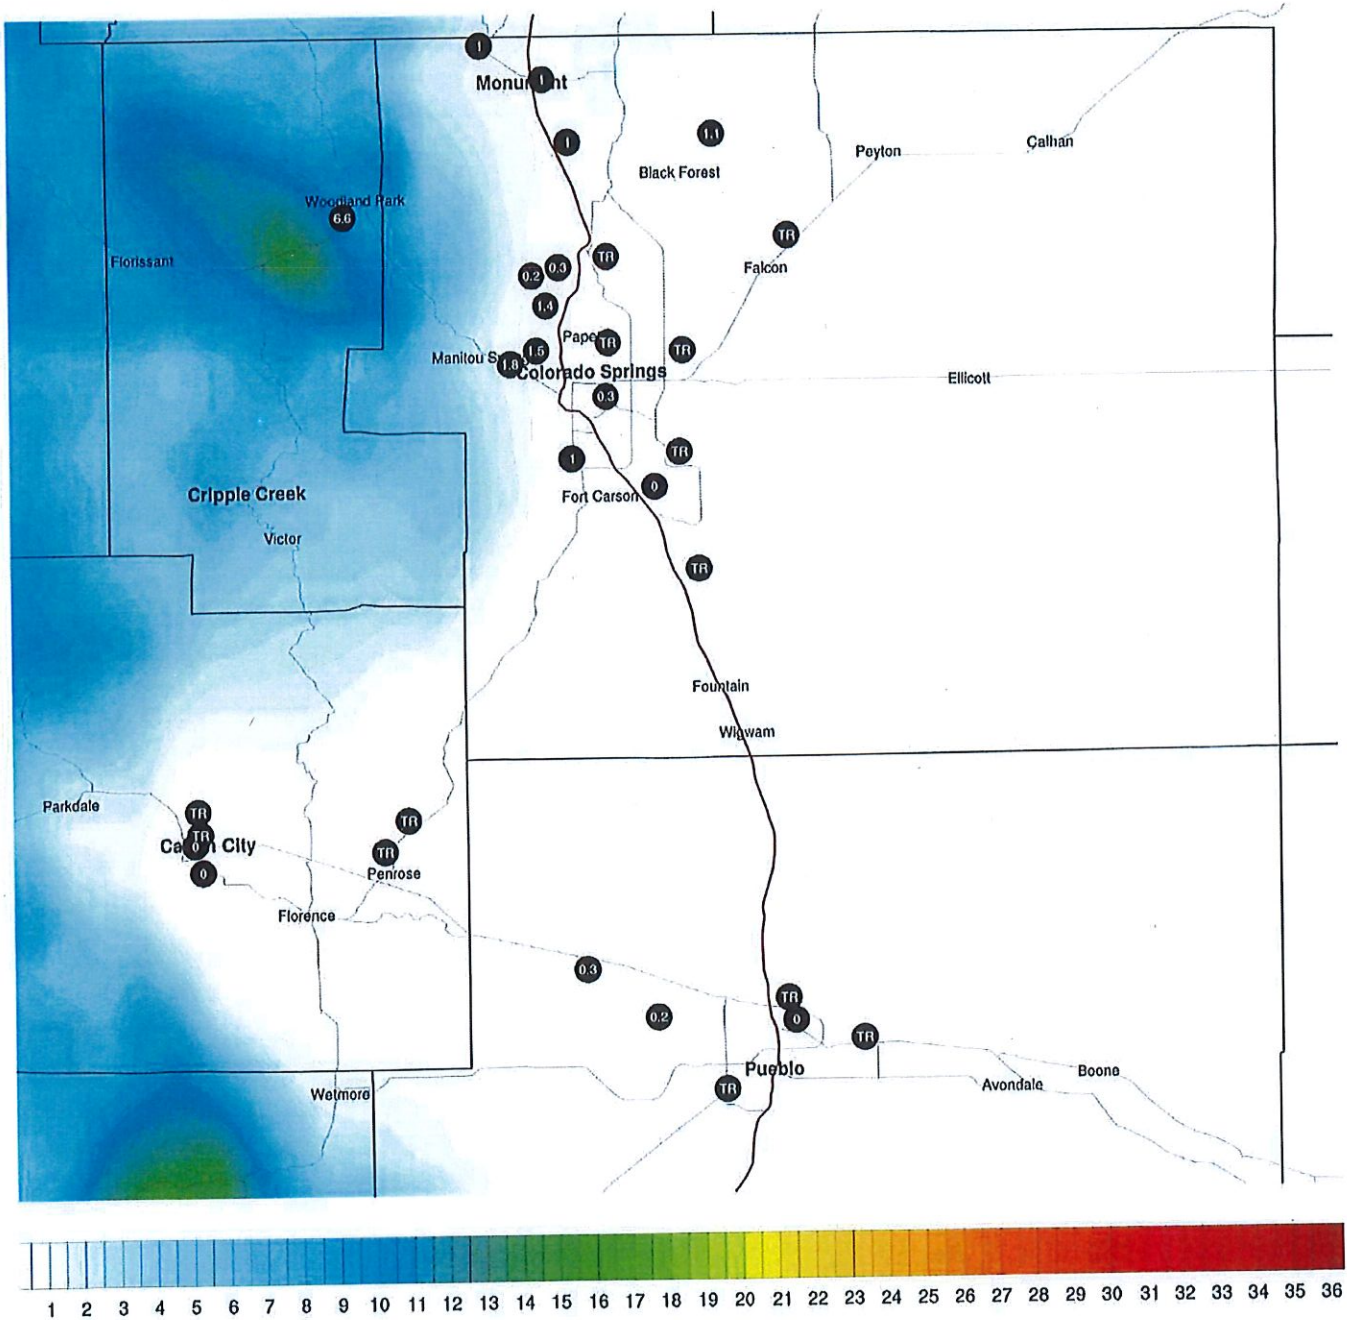 1
Monument
1
1
1.1
Black Forest
Peyton
Calhan
Woodland Park
6.6
TR
Florissant
TR
Falcon
0.3
0.2
1.4
TR
TR
1.5
Manitou
1.8
Colorado Springs
Ellicott
0.3
TR
1
0
Fort Carson
Cripple Creek
Victor
TR
Fountain
Wigwam
Parkdale
TR
TR
TR
0
City
TR
Penrose
0
Florence
0.3
TR
0.2
0
TR
Pueblo
Boone
Avondale
TR
Wetmore
1 2 3 4 5 6 7 8 9 10 11 12 13 14 15 16 17 18 19 20 21 22 23 24 25 26 27 28 29 30 31 32 33 34 35 36